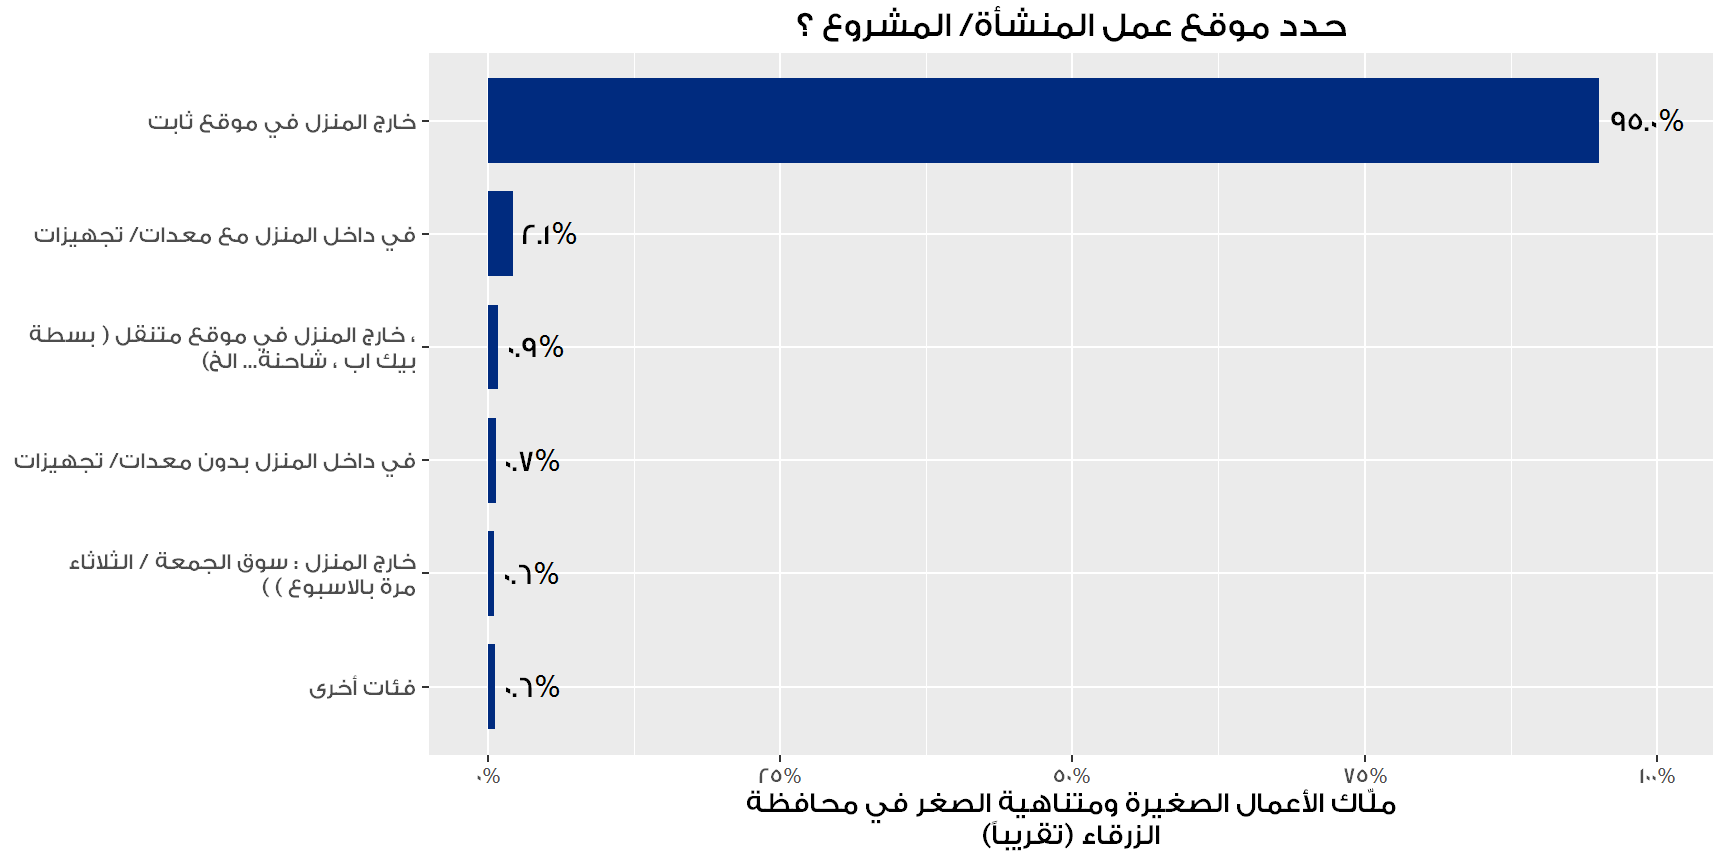 حدد موقع عمل المنشأة/ المشروع ؟
خارج المنزل في موقع ثابت
٩٥.٠%
في داخل المنزل مع معدات/ تجهيزات
٢.١%
، خارج المنزل في موقع متنقل ( بسطة
بيك اب ، شاحنة... الخ)
٠.٩%
في داخل المنزل بدون معدات/ تجهيزات
٠.٧%
خارج المنزل : سوق الجمعة / الثلاثاء
مرة بالاسبوع ) )
٠.٦%
فئات أخرى
٠.٦%
٠% ٢٥% ٥٠% ٧٥% ١٠٠%
ملّاك الأعمال الصغيرة ومتناهية الصغر في محافظة
الزرقاء (تقريباً)